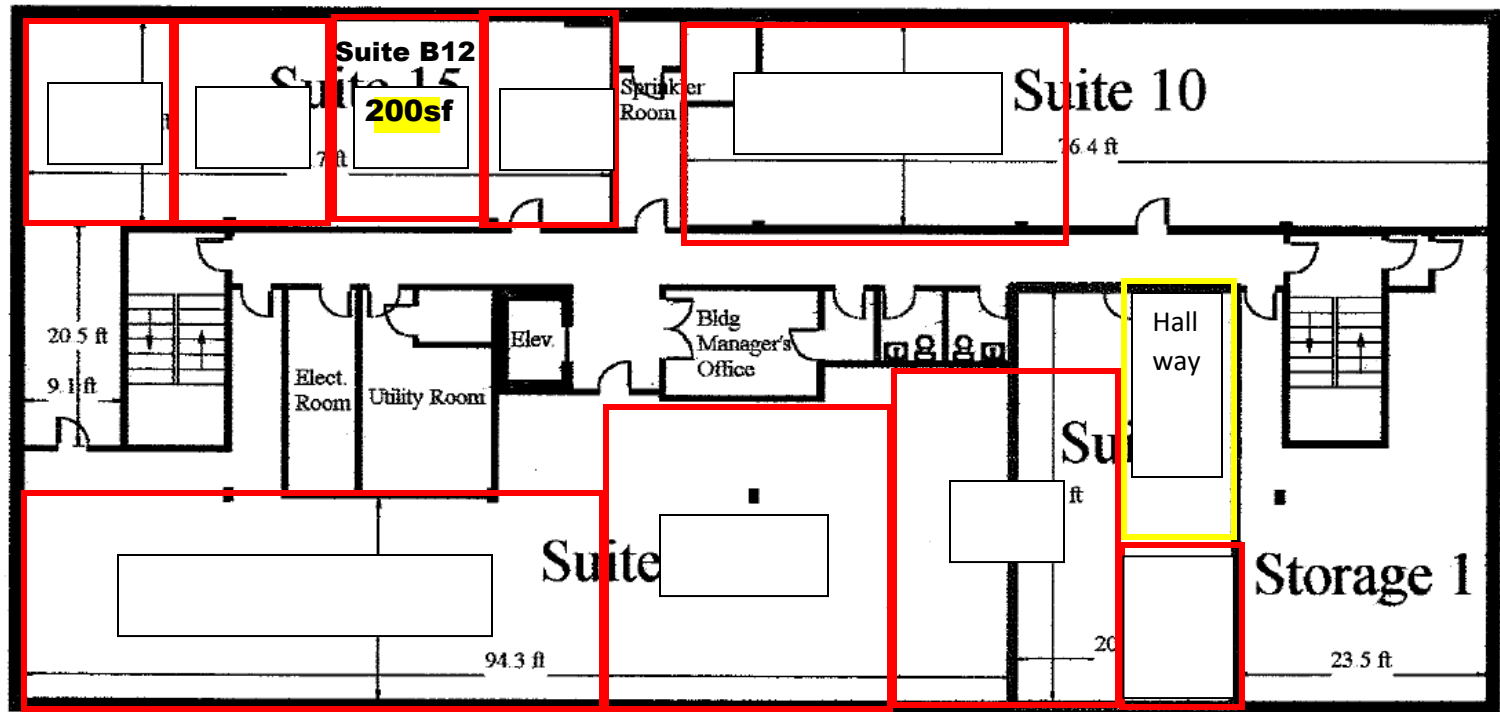 Suite B12
Suite 15
200sf
Sprinkler
Room
Suite 10
7 ft
76.4 ft
20.5 ft
9.1 ft
Elect.
Room
Utility Room
Elev.
Bldg
Manager's
Office
Hall
way
Sui
ft
Suite
Storage 1
94.3 ft
20
23.5 ft